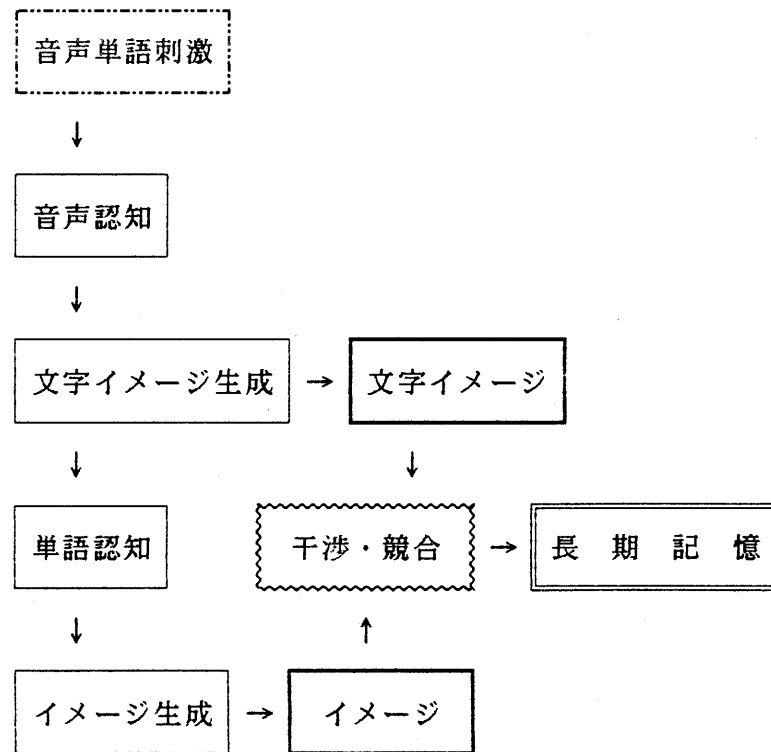 音声単語刺激
↓
音声認知
↓
文字イメージ生成 → 文字イメージ
↓ ↓
単語認知 干渉・競合 → 長期記憶
↓ ↑
イメージ生成 → イメージ